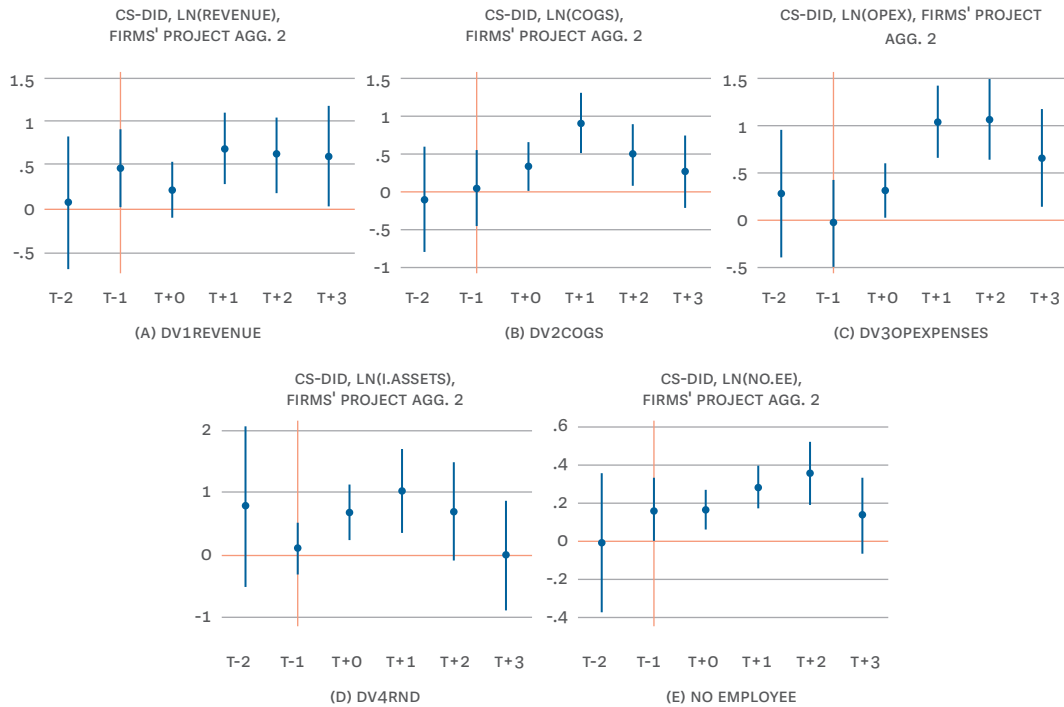 CS-DID, LN(REVENUE),
FIRMS' PROJECT AGG. 2
1.5
1
.5
0
-.5
T-2 T-1 T+0 T+1 T+2 T+3
(A) DV1REVENUE
CS-DID, LN(COGS),
FIRMS' PROJECT AGG. 2
1.5
1
.5
0
-.5
-1
T-2 T-1 T+0 T+1 T+2 T+3
(B) DV2COGS
CS-DID, LN(OPEX), FIRMS' PROJECT
AGG. 2
1.5
1
.5
0
-.5
T-2 T-1 T+0 T+1 T+2 T+3
(C) DV3OPEXPENSES
CS-DID, LN(I.ASSETS),
FIRMS' PROJECT AGG. 2
2
1
0
-1
T-2 T-1 T+0 T+1 T+2 T+3
(D) DV4RND
CS-DID, LN(NO.EE),
FIRMS' PROJECT AGG. 2
.6
.4
.2
0
-.2
-.4
T-2 T-1 T+0 T+1 T+2 T+3
(E) NO EMPLOYEE